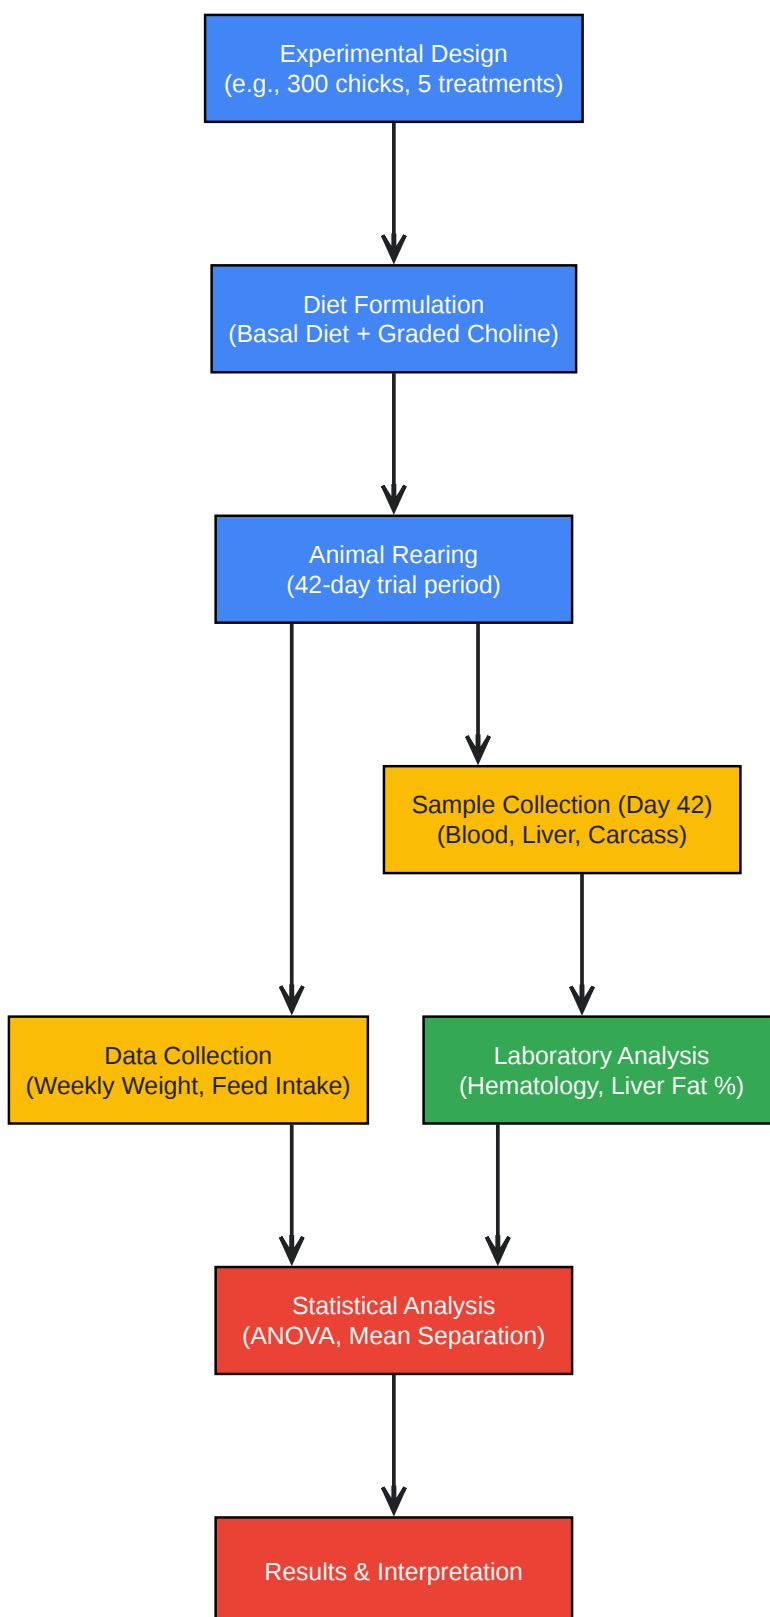 Experimental Design
(e.g., 300 chicks, 5 treatments)
Diet Formulation
(Basal Diet + Graded Choline)
Animal Rearing
(42-day trial period)
Sample Collection (Day 42)
(Blood, Liver, Carcass)
Data Collection
(Weekly Weight, Feed Intake)
Laboratory Analysis
(Hematology, Liver Fat %)
Statistical Analysis
(ANOVA, Mean Separation)
Results & Interpretation